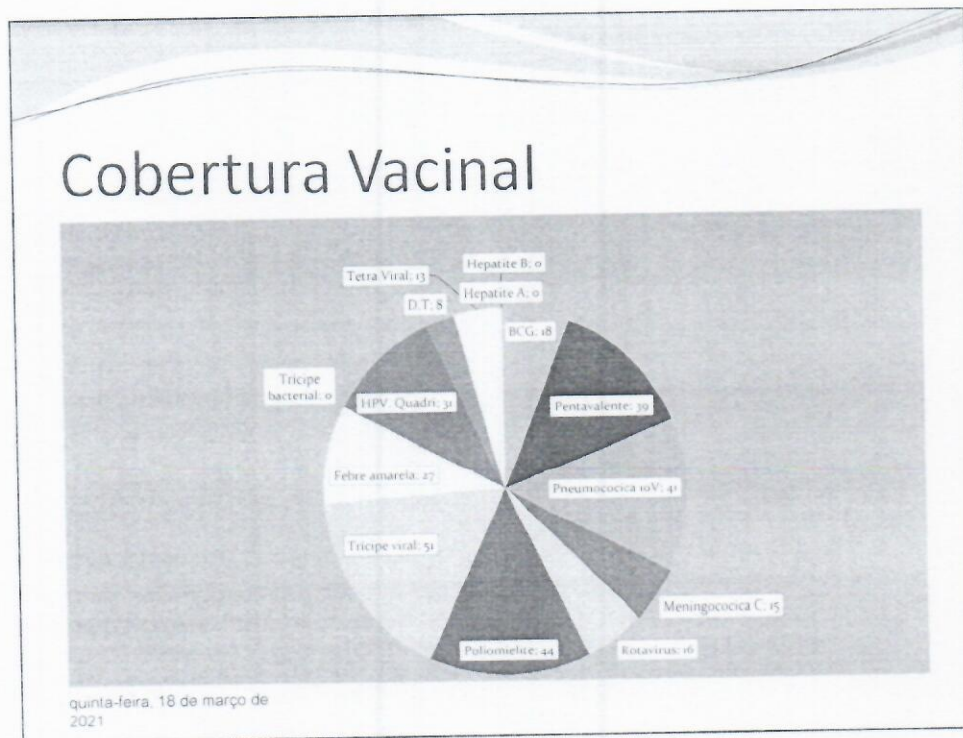 Cobertura Vacinal
Hepatite B; 0
Tetra Viral; 13
Hepatite A; 0
D.T; 8
BCG; 18
Trícipe
bacterial; 0
HPV. Quadri; 31
Pentavalente; 39
Febre amarela; 27
Pneumococica 10V; 41
Trícipe viral; 51
Meningococica C; 15
Poliomielite; 44
Rotavirus; 16
quinta-feira, 18 de março de
2021